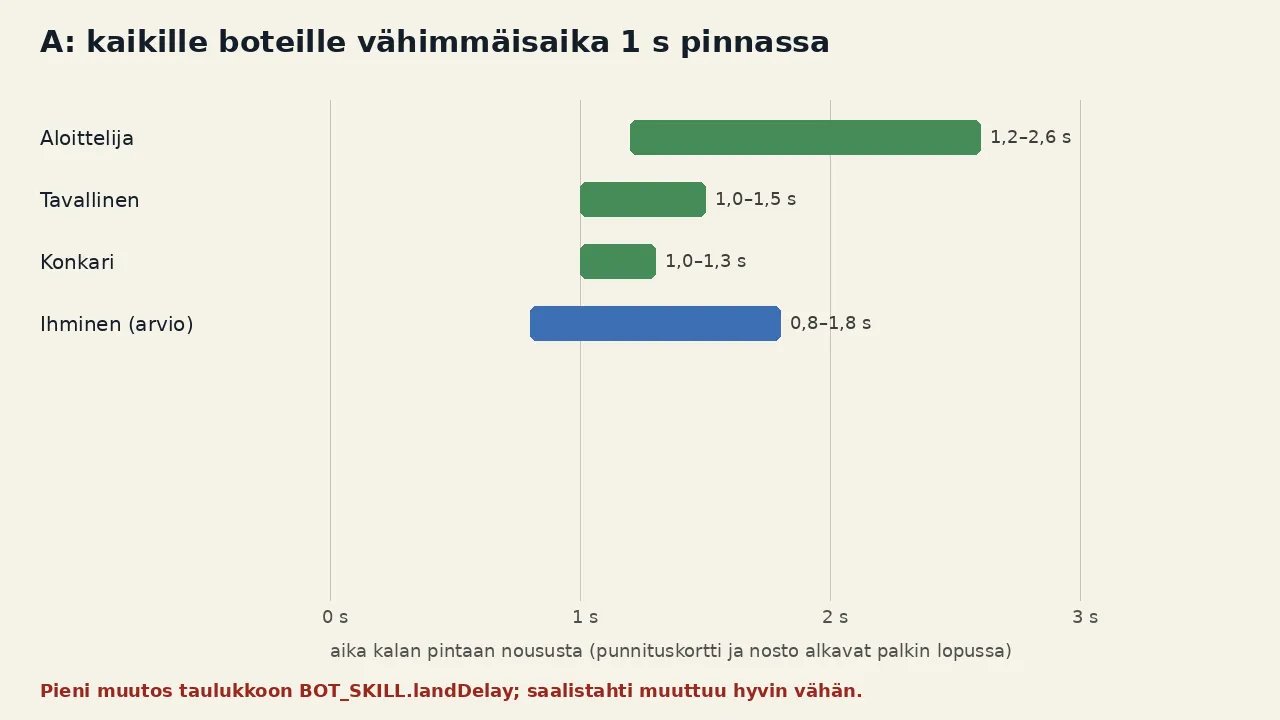 A: kaikille boteille vähimmäisaika 1 s pinnassa
Aloittelija
1,2–2,6 s
Tavallinen
1,0–1,5 s
Konkari
1,0–1,3 s
Ihminen (arvio)
0,8–1,8 s
0 s
1 s
2 s
3 s
aika kalan pintaan noususta (punnituskortti ja nosto alkavat palkin lopussa)
Pieni muutos taulukkoon BOT_SKILL.landDelay; saalistahti muuttuu hyvin vähän.